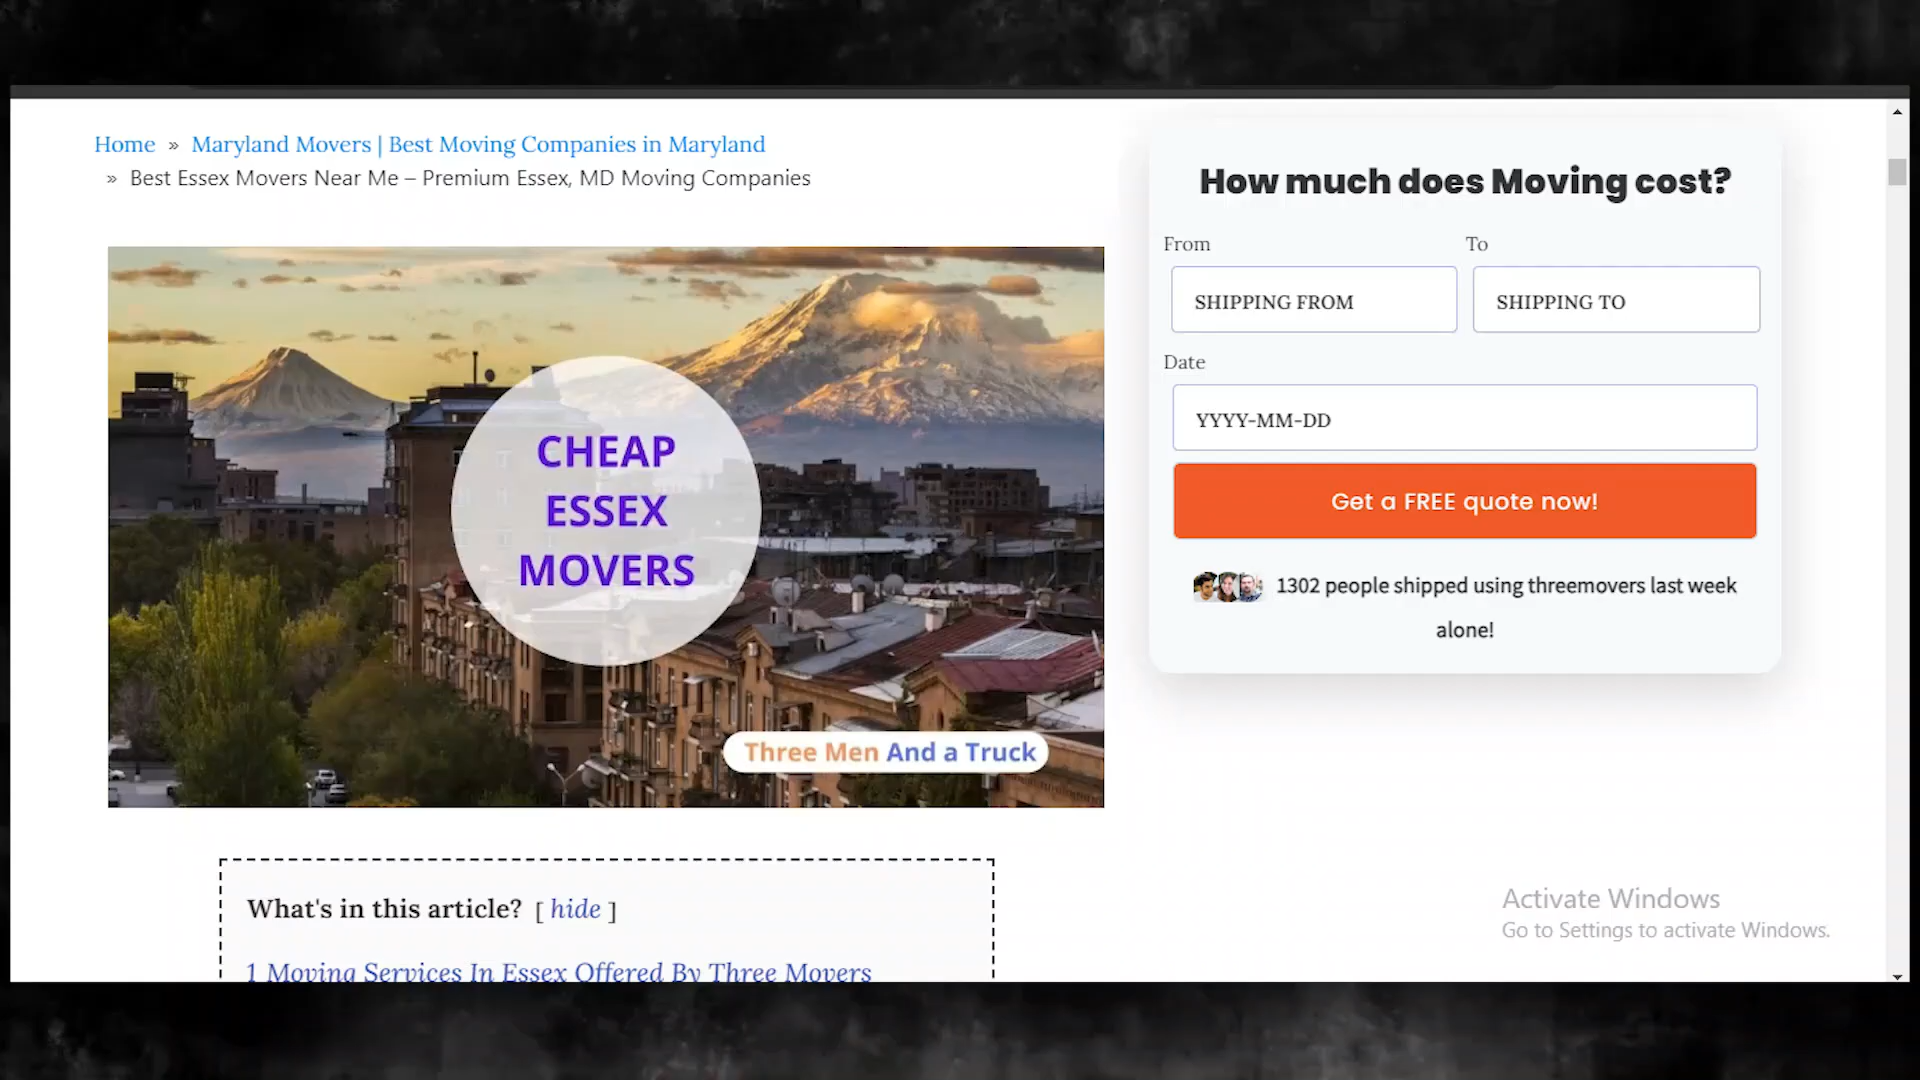 Home » Maryland Movers | Best Moving Companies in Maryland
» Best Essex Movers Near Me – Premium Essex, MD Moving Companies
CHEAP
ESSEX
MOVERS
Three Men And a Truck
What's in this article? [ hide ]
1 Moving Services In Essex Offered By Three Movers
How much does Moving cost?
From To
SHIPPING FROM SHIPPING TO
Date
YYYY-MM-DD
Get a FREE quote now!
1302 people shipped using threemovers last week
alone!
Activate Windows
Go to Settings to activate Windows.